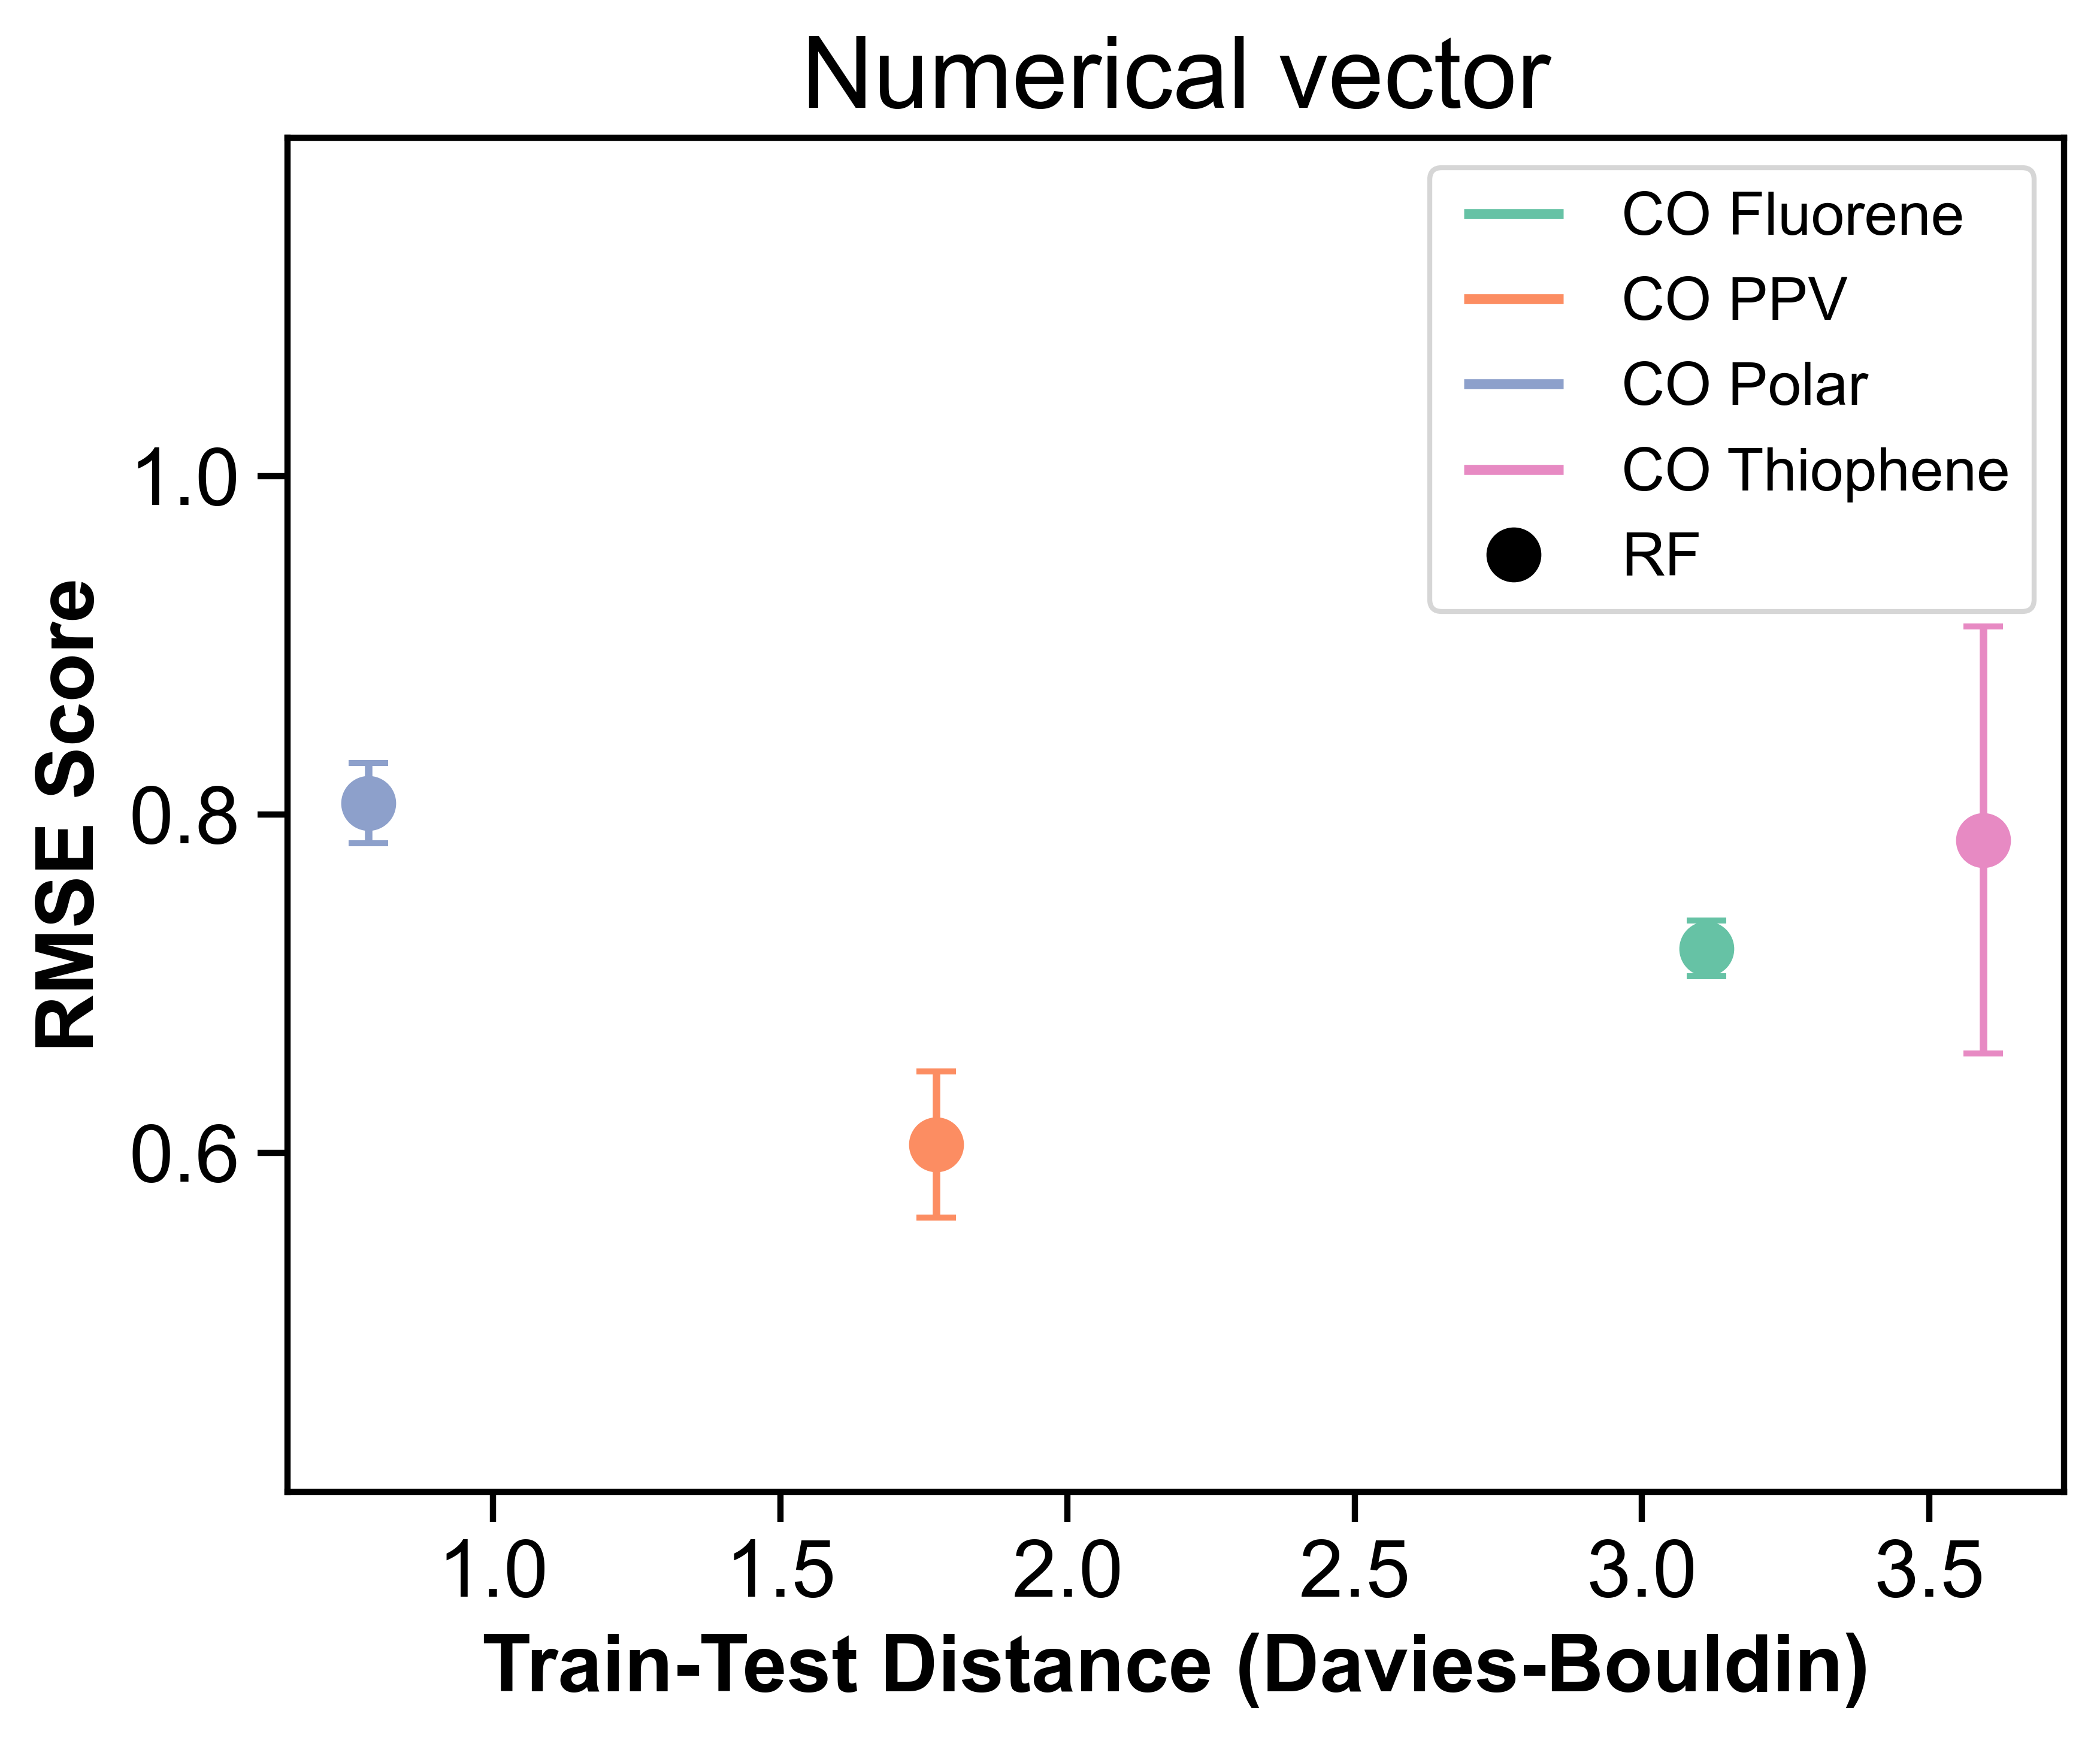 Numerical vector
CO Fluorene
CO PPV
CO Polar
CO Thiophene
RF
RMSE Score
1.0
0.8
0.6
1.0 1.5 2.0 2.5 3.0 3.5
Train-Test Distance (Davies-Bouldin)